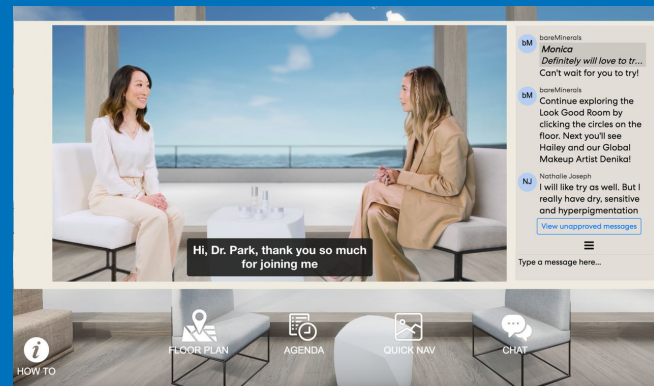 Hi, Dr. Park, thank you so much
for joining me
bM
bareMinerals
Monica
Definitely will love to tr...
Can't wait for you to try!
bM
bareMinerals
Continue exploring the
Look Good Room by
clicking the circles on the
floor. Next you'll see
Hailey and our Global
Makeup Artist Denika!
NJ
Nathalie Joseph
I will like try as well. But I
really have dry, sensitive
and hyperpigmentation
View unapproved messages
Type a message here...
i
HOW TO
FLOOR PLAN
AGENDA
QUICK NAV
CHAT